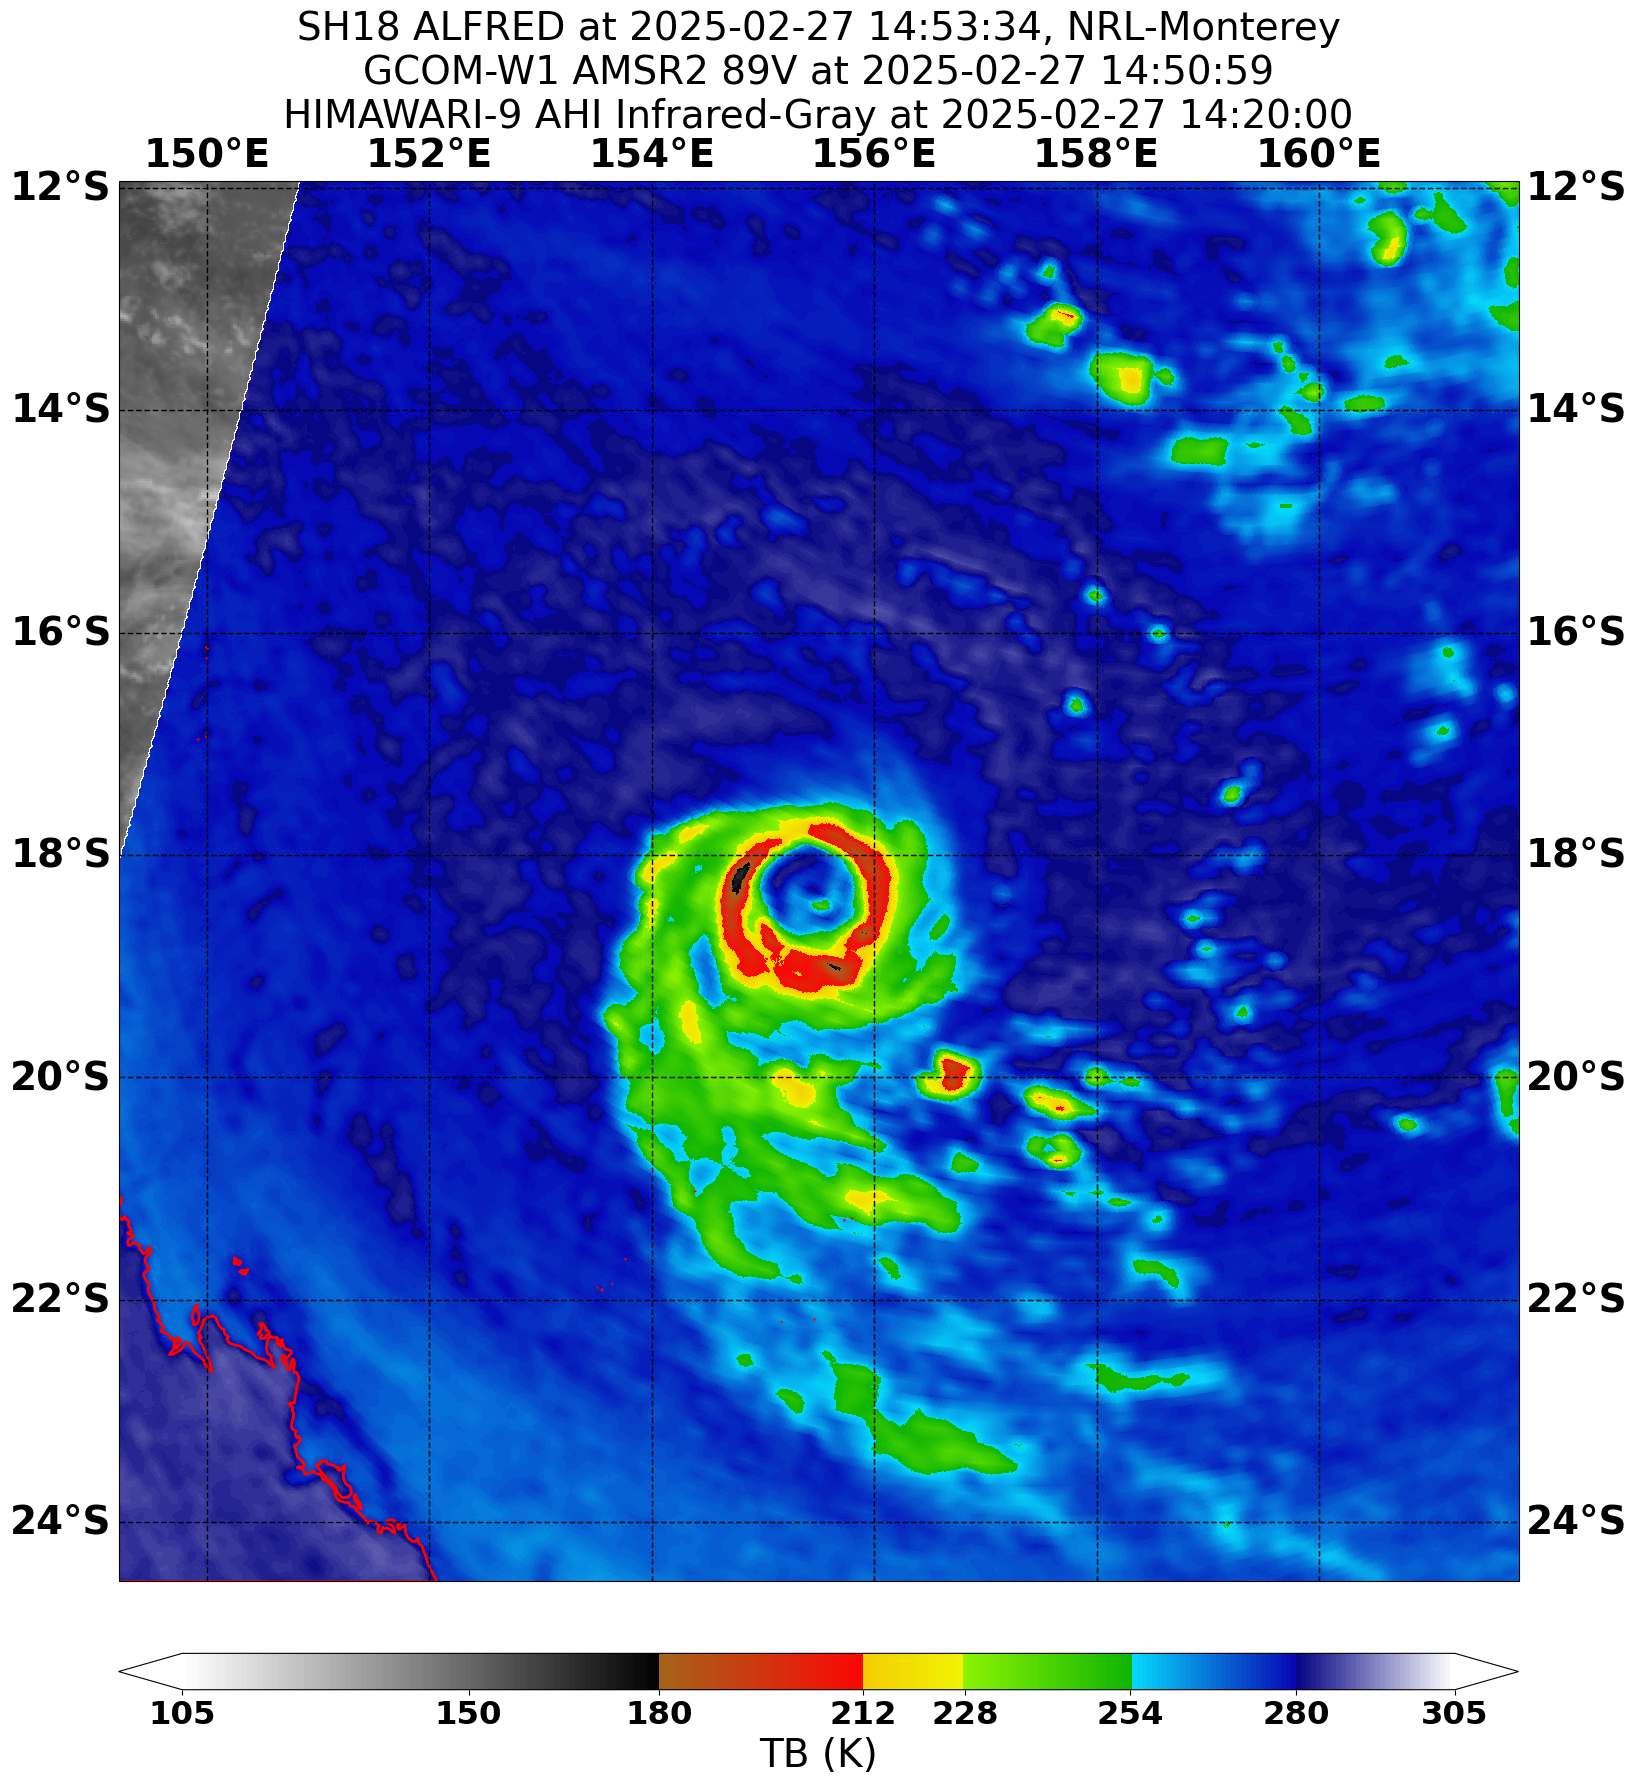 SH18 ALFRED at 2025-02-27 14:53:34, NRL-Monterey
GCOM-W1 AMSR2 89V at 2025-02-27 14:50:59
HIMAWARI-9 AHI Infrared-Gray at 2025-02-27 14:20:00
150°E 152°E 154°E 156°E 158°E 160°E
12°S 12°S
14°S 14°S
16°S 16°S
18°S 18°S
20°S 20°S
22°S 22°S
24°S 24°S
105 150 180 212 228 254 280 305
TB (K)